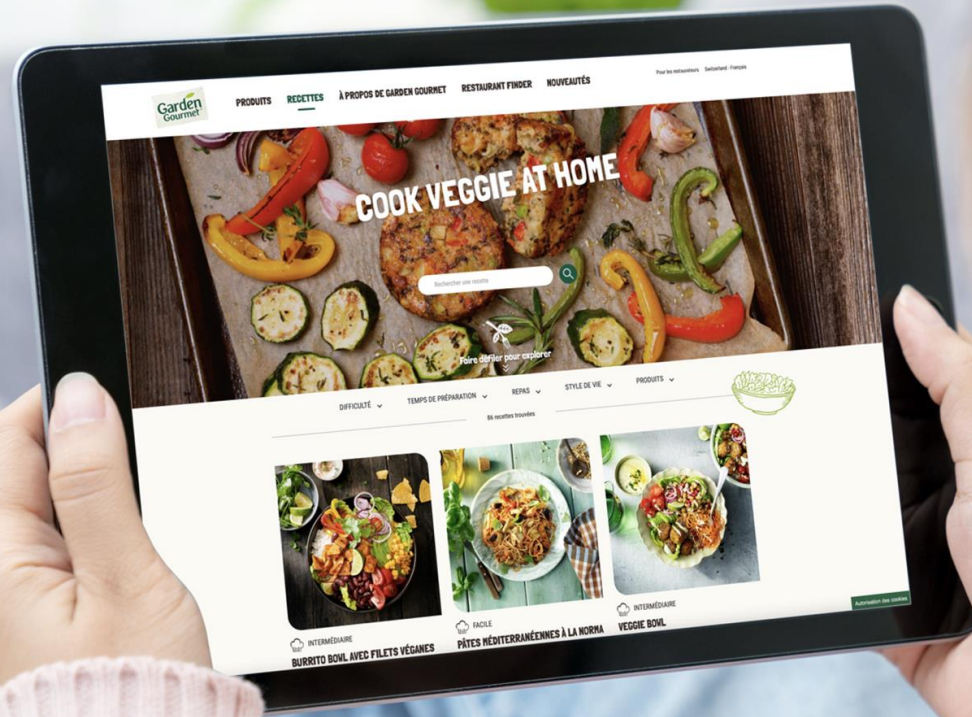 Garden
Gourmet
PRODUITS RECETTES À PROPOS DE GARDEN GOURMET RESTAURANT FINDER NOUVEAUTÉS
Pour les restaurateurs Switzerland - Français
COOK VEGGIE AT HOME
Rechercher une recette
Faire défiler pour explorer
DIFFICULTÉ TEMPS DE PRÉPARATION REPAS STYLE DE VIE PRODUITS
86 recettes trouvées
INTERMÉDIAIRE
BURRITO BOWL AVEC FILETS VÉGANES
FACILE
PÂTES MÉDITERRANÉENNES À LA NORMA
INTERMÉDIAIRE
VEGGIE BOWL
Autorisation des cookies